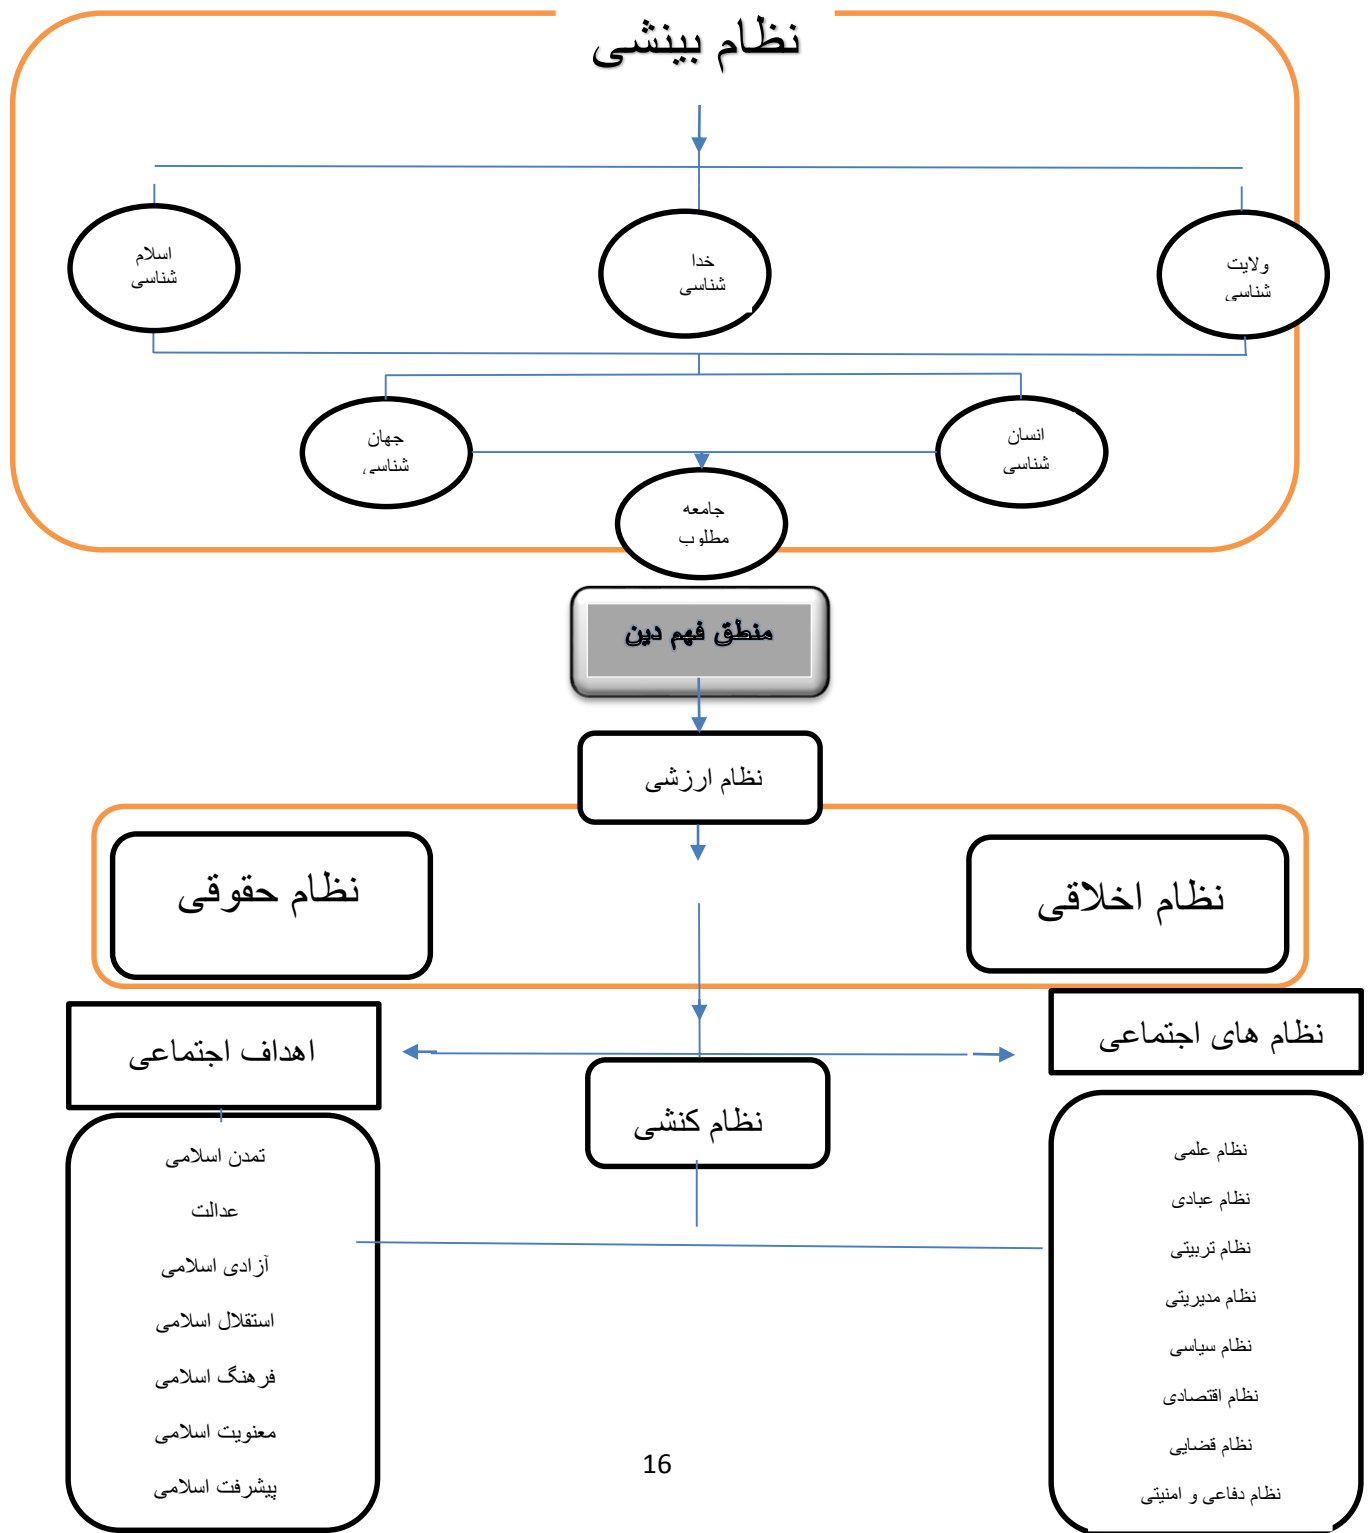 نظام بینشی
ولایت
شناسی
خدا
شناسی
اسلام
شناسی
انسان
شناسی
جهان
شناسی
جامعه
مطلوب
منطق فهم دین
نظام ارزشی
نظام اخلاقی
نظام حقوقی
نظام های اجتماعی
اهداف اجتماعی
نظام کنشی
نظام علمی
نظام عبادی
نظام تربیتی
نظام مدیریتی
نظام سیاسی
نظام اقتصادی
نظام قضایی
نظام دفاعی و امنیتی
تمدن اسلامی
عدالت
آزادی اسلامی
استقلال اسلامی
فرهنگ اسلامی
معنویت اسلامی
پیشرفت اسلامی
16